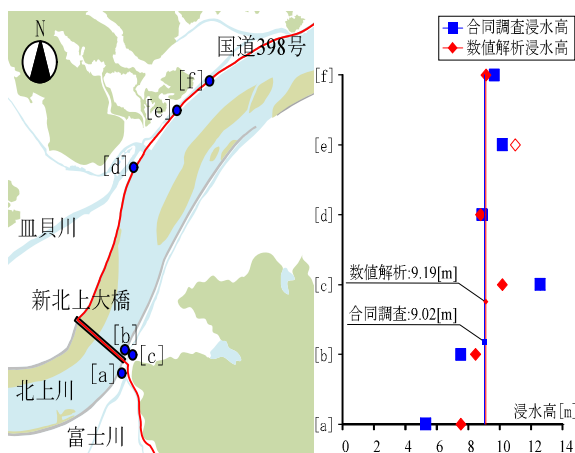 N
国道398号
[f]
[e]
[d]
皿貝川
新北上大橋
[b]
[c]
[a]
北上川
富士川
合同調査浸水高
数値解析浸水高
[f]
[e]
[d]
[c]
[b]
[a]
数値解析:9.19[m]
合同調査:9.02[m]
浸水高[m]
0 2 4 6 8 10 12 14